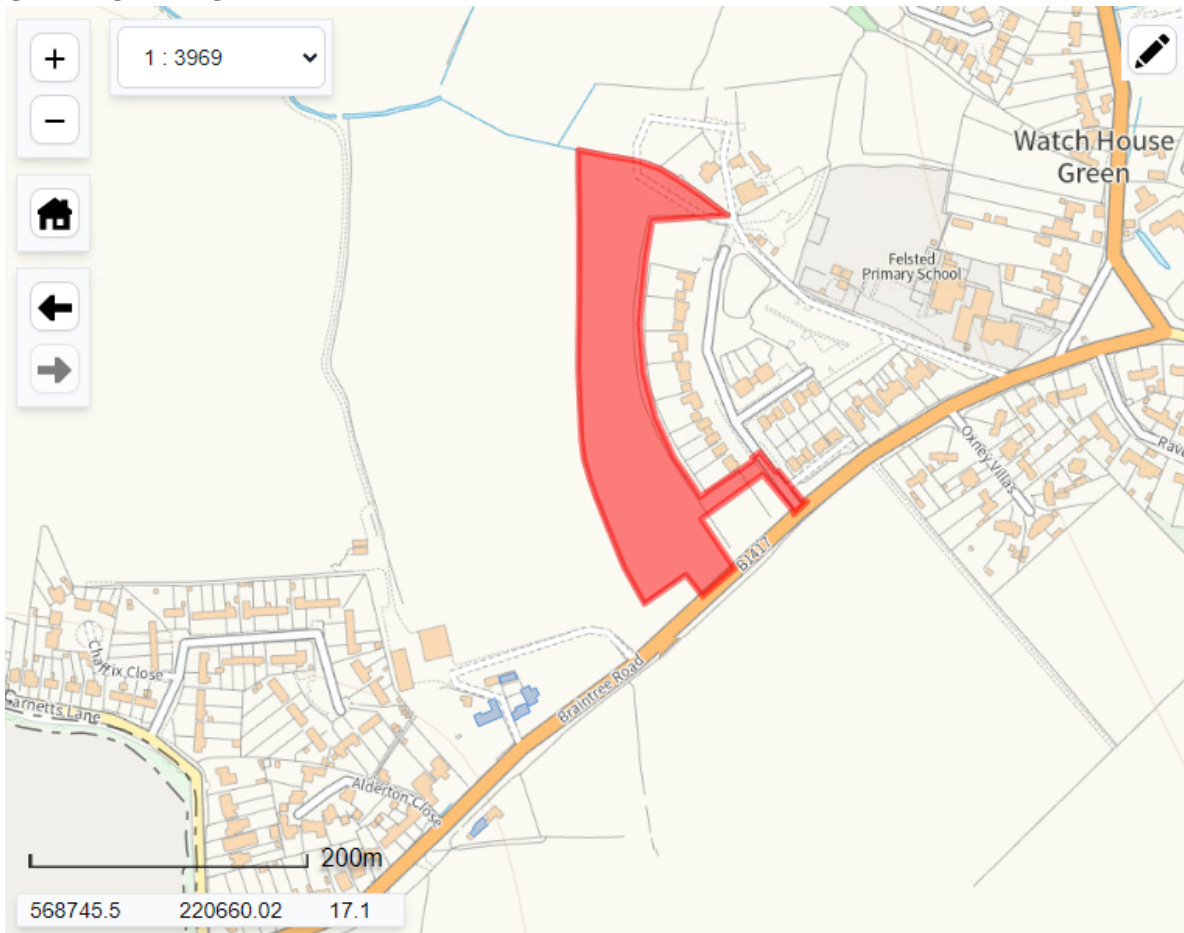 +
1 : 3969
−
Watch House
Green
Felsted
Primary School
Oxney Villas
Rave
B1417
Braintree Road
Chaffix Close
Garnetts Lane
Alderton Close
200m
568745.5 220660.02 17.1